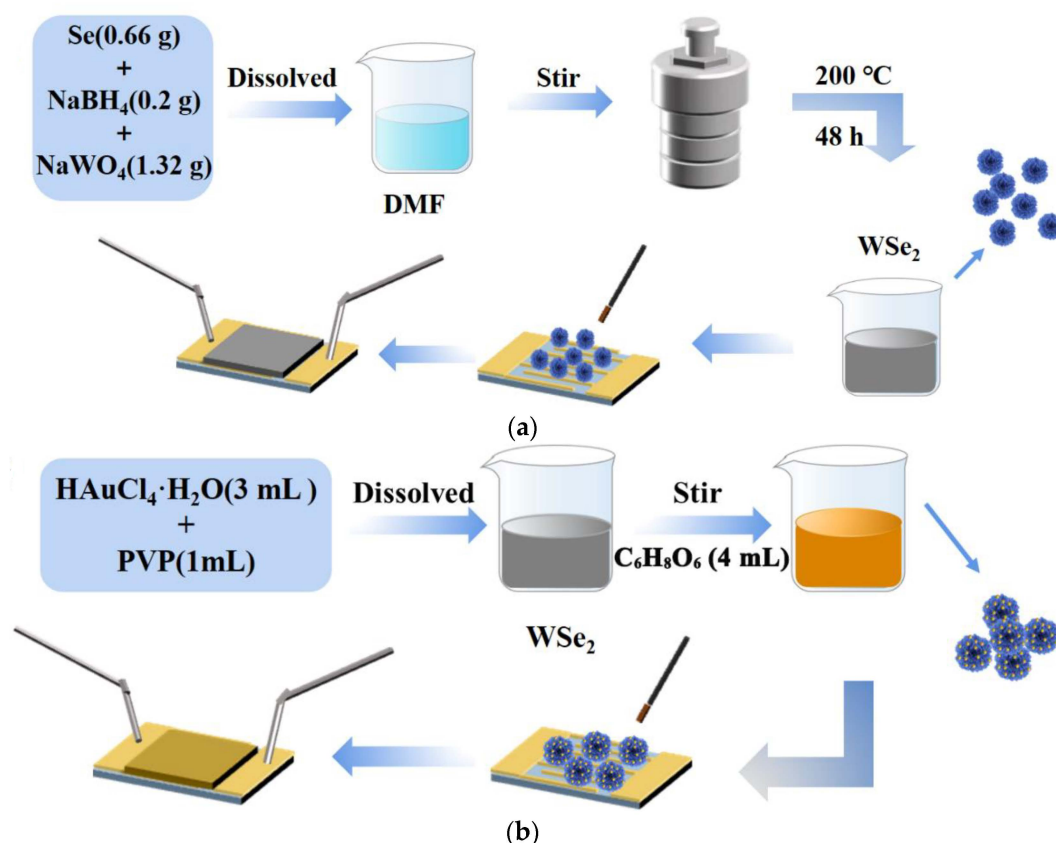 Se(0.66 g)
+
NaBH₄(0.2 g)
+
NaWO₄(1.32 g)
Dissolved
DMF
Stir
200 ℃
48 h
WSe₂
(a)
HAuCl₄·H₂O(3 mL )
+
PVP(1mL)
Dissolved
WSe₂
Stir
C₆H₈O₆ (4 mL)
(b)